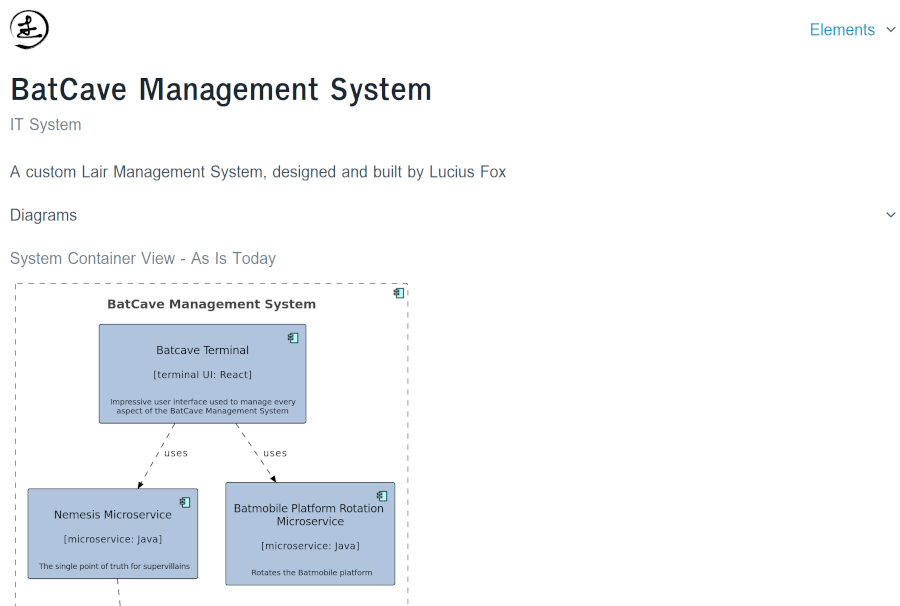 Elements
BatCave Management System
IT System
A custom Lair Management System, designed and built by Lucius Fox
Diagrams
System Container View - As Is Today
BatCave Management System
Batcave Terminal
[terminal UI: React]
Impressive user interface used to manage every
aspect of the BatCave Management System
uses
uses
Nemesis Microservice
[microservice: Java]
The single point of truth for supervillains
Batmobile Platform Rotation
Microservice
[microservice: Java]
Rotates the Batmobile platform